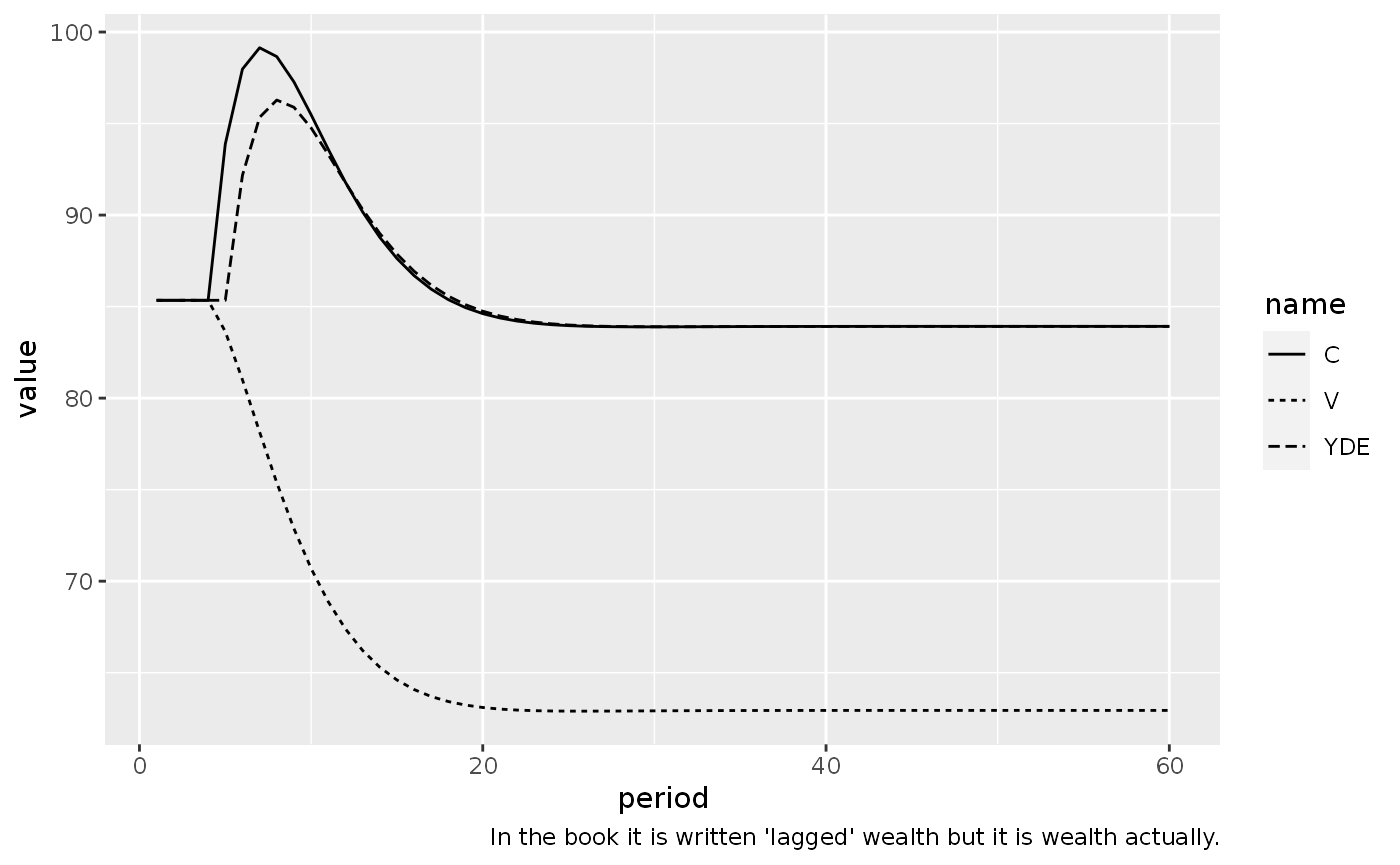 100
90
80
70
value
0
20
40
60
period
name
C
V
YDE
In the book it is written 'lagged' wealth but it is wealth actually.